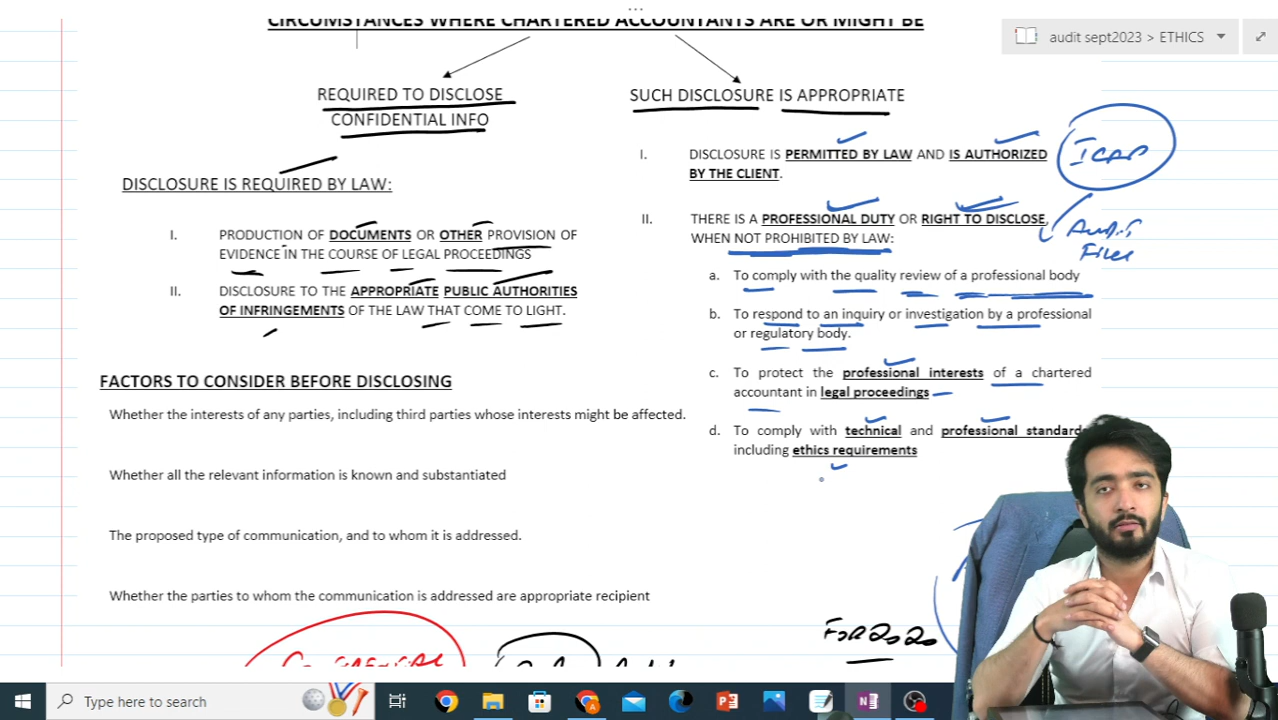 CIRCUMSTANCES WHERE CHARTERED ACCOUNTANTS ARE OR MIGHT BE
audit sept2023 > ETHICS
REQUIRED TO DISCLOSE
CONFIDENTIAL INFO
DISCLOSURE IS REQUIRED BY LAW:
I. PRODUCTION OF DOCUMENTS OR OTHER PROVISION OF
EVIDENCE IN THE COURSE OF LEGAL PROCEEDINGS
II. DISCLOSURE TO THE APPROPRIATE PUBLIC AUTHORITIES
OF INFRINGEMENTS OF THE LAW THAT COME TO LIGHT.
SUCH DISCLOSURE IS APPROPRIATE
I. DISCLOSURE IS PERMITTED BY LAW AND IS AUTHORIZED
BY THE CLIENT.
ICAP
II. THERE IS A PROFESSIONAL DUTY OR RIGHT TO DISCLOSE,
WHEN NOT PROHIBITED BY LAW:
Audit
Files
a. To comply with the quality review of a professional body
b. To respond to an inquiry or investigation by a professional
or regulatory body.
c. To protect the professional interests of a chartered
accountant in legal proceedings
d. To comply with technical and professional standards
including ethics requirements
FACTORS TO CONSIDER BEFORE DISCLOSING
Whether the interests of any parties, including third parties whose interests might be affected.
Whether all the relevant information is known and substantiated
The proposed type of communication, and to whom it is addressed.
Whether the parties to whom the communication is addressed are appropriate recipient
FOR 2020
Type here to search